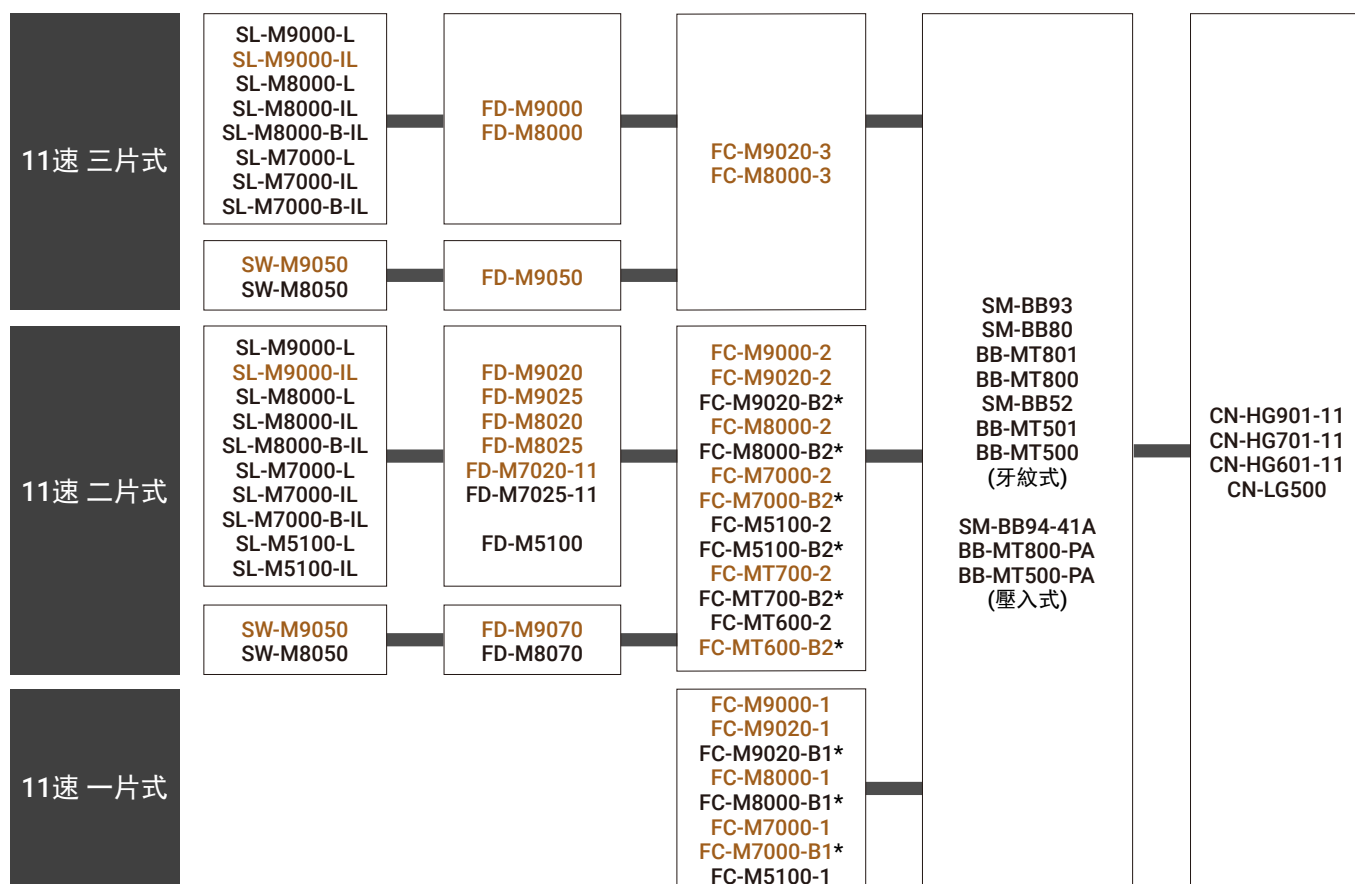 11速 三片式
SL-M9000-L
SL-M9000-IL
SL-M8000-L
SL-M8000-IL
SL-M8000-B-IL
SL-M7000-L
SL-M7000-IL
SL-M7000-B-IL
FD-M9000
FD-M8000
SW-M9050
SW-M8050
FD-M9050
FC-M9020-3
FC-M8000-3
11速 二片式
SL-M9000-L
SL-M9000-IL
SL-M8000-L
SL-M8000-IL
SL-M8000-B-IL
SL-M7000-L
SL-M7000-IL
SL-M7000-B-IL
SL-M5100-L
SL-M5100-IL
FD-M9020
FD-M9025
FD-M8020
FD-M8025
FD-M7020-11
FD-M7025-11
FD-M5100
SW-M9050
SW-M8050
FD-M9070
FD-M8070
FC-M9000-2
FC-M9020-2
FC-M9020-B2*
FC-M8000-2
FC-M8000-B2*
FC-M7000-2
FC-M7000-B2*
FC-M5100-2
FC-M5100-B2*
FC-MT700-2
FC-MT700-B2*
FC-MT600-2
FC-MT600-B2*
11速 一片式
FC-M9000-1
FC-M9020-1
FC-M9020-B1*
FC-M8000-1
FC-M8000-B1*
FC-M7000-1
FC-M7000-B1*
FC-M5100-1
SM-BB93
SM-BB80
BB-MT801
BB-MT800
SM-BB52
BB-MT501
BB-MT500
(牙紋式)
SM-BB94-41A
BB-MT800-PA
BB-MT500-PA
(壓入式)
CN-HG901-11
CN-HG701-11
CN-HG601-11
CN-LG500